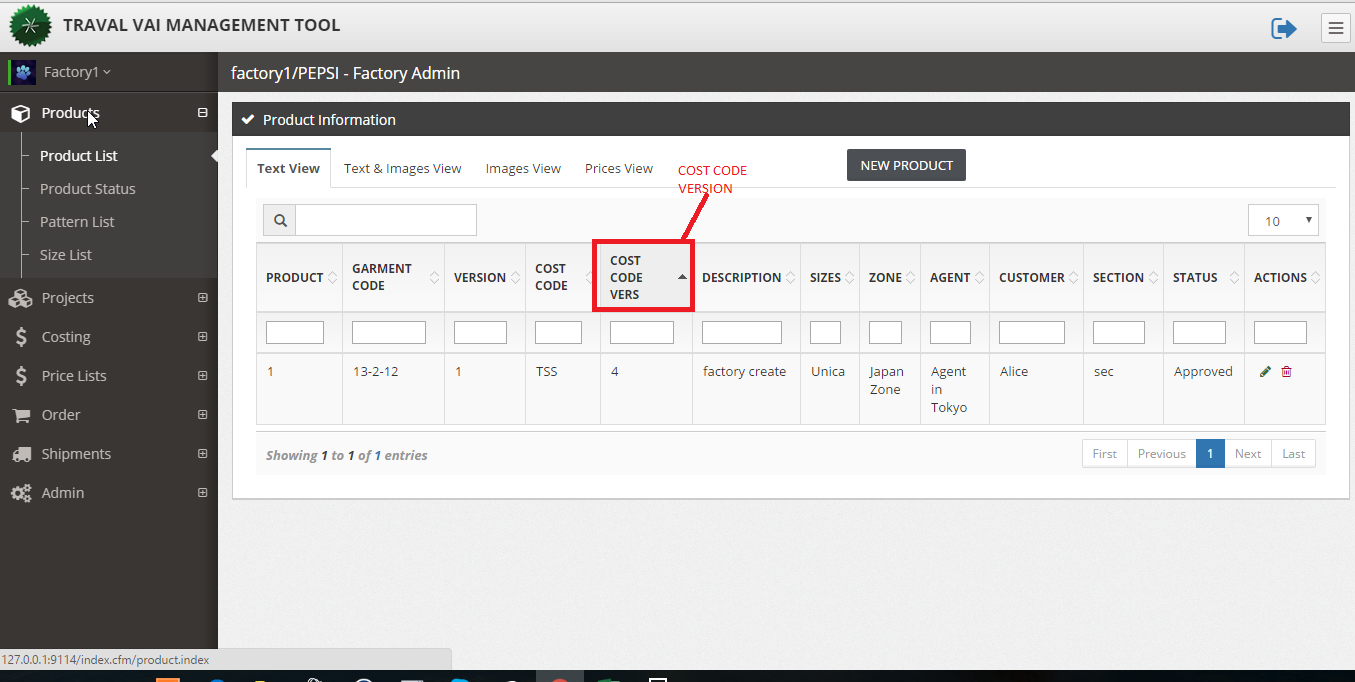 TRAVAL VAI MANAGEMENT TOOL
Factory1
factory1/PEPSI - Factory Admin
Products
Product List
Product Status
Pattern List
Size List
Projects
Costing
Price Lists
Order
Shipments
Admin
Product Information
Text View Text & Images View Images View Prices View
COST CODE
VERSION
NEW PRODUCT
10
PRODUCT
GARMENT
CODE
VERSION
COST
CODE
COST
CODE
VERS
DESCRIPTION
SIZES
ZONE
AGENT
CUSTOMER
SECTION
STATUS
ACTIONS
1
13-2-12
1
TSS
4
factory create
Unica
Japan
Zone
Agent
in
Tokyo
Alice
sec
Approved
Showing 1 to 1 of 1 entries
First Previous 1 Next Last
127.0.0.1:9114/index.cfm/product.index